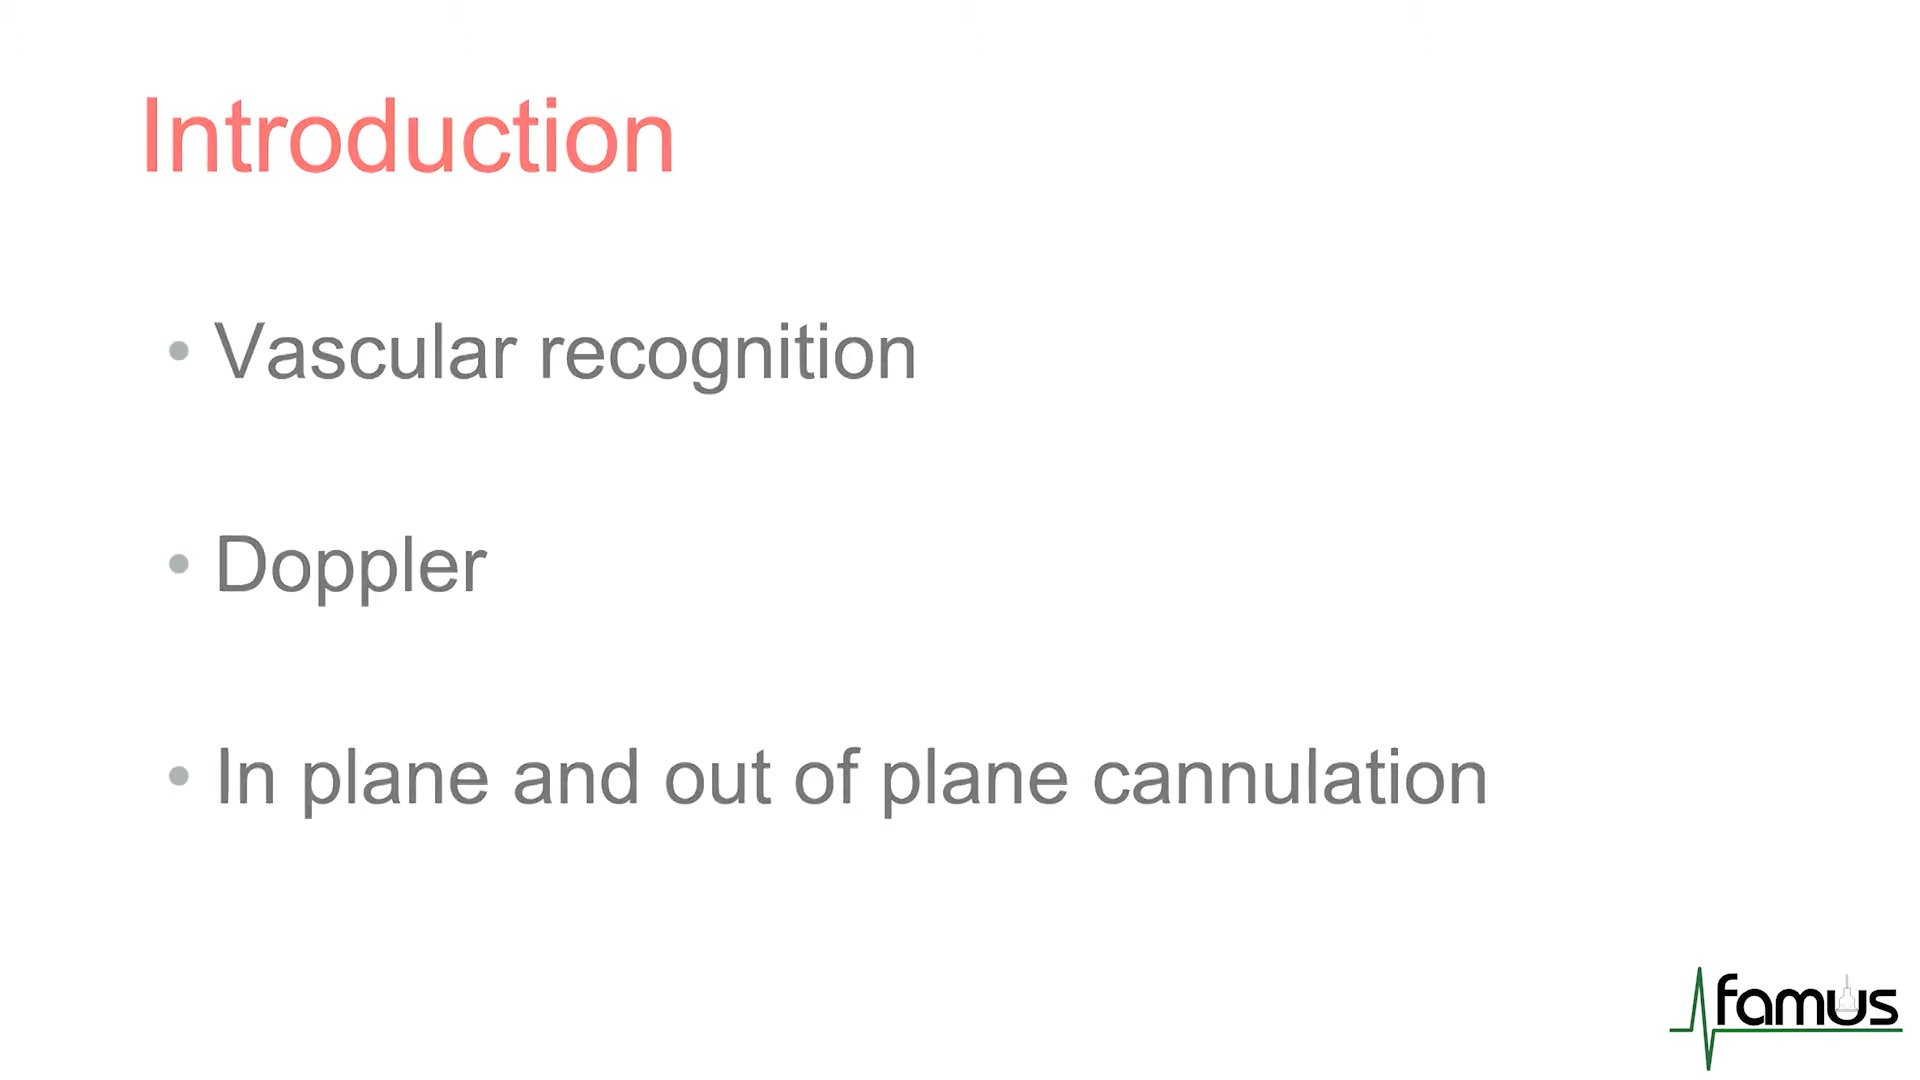 Introduction
• Vascular recognition
• Doppler
• In plane and out of plane cannulation
famus